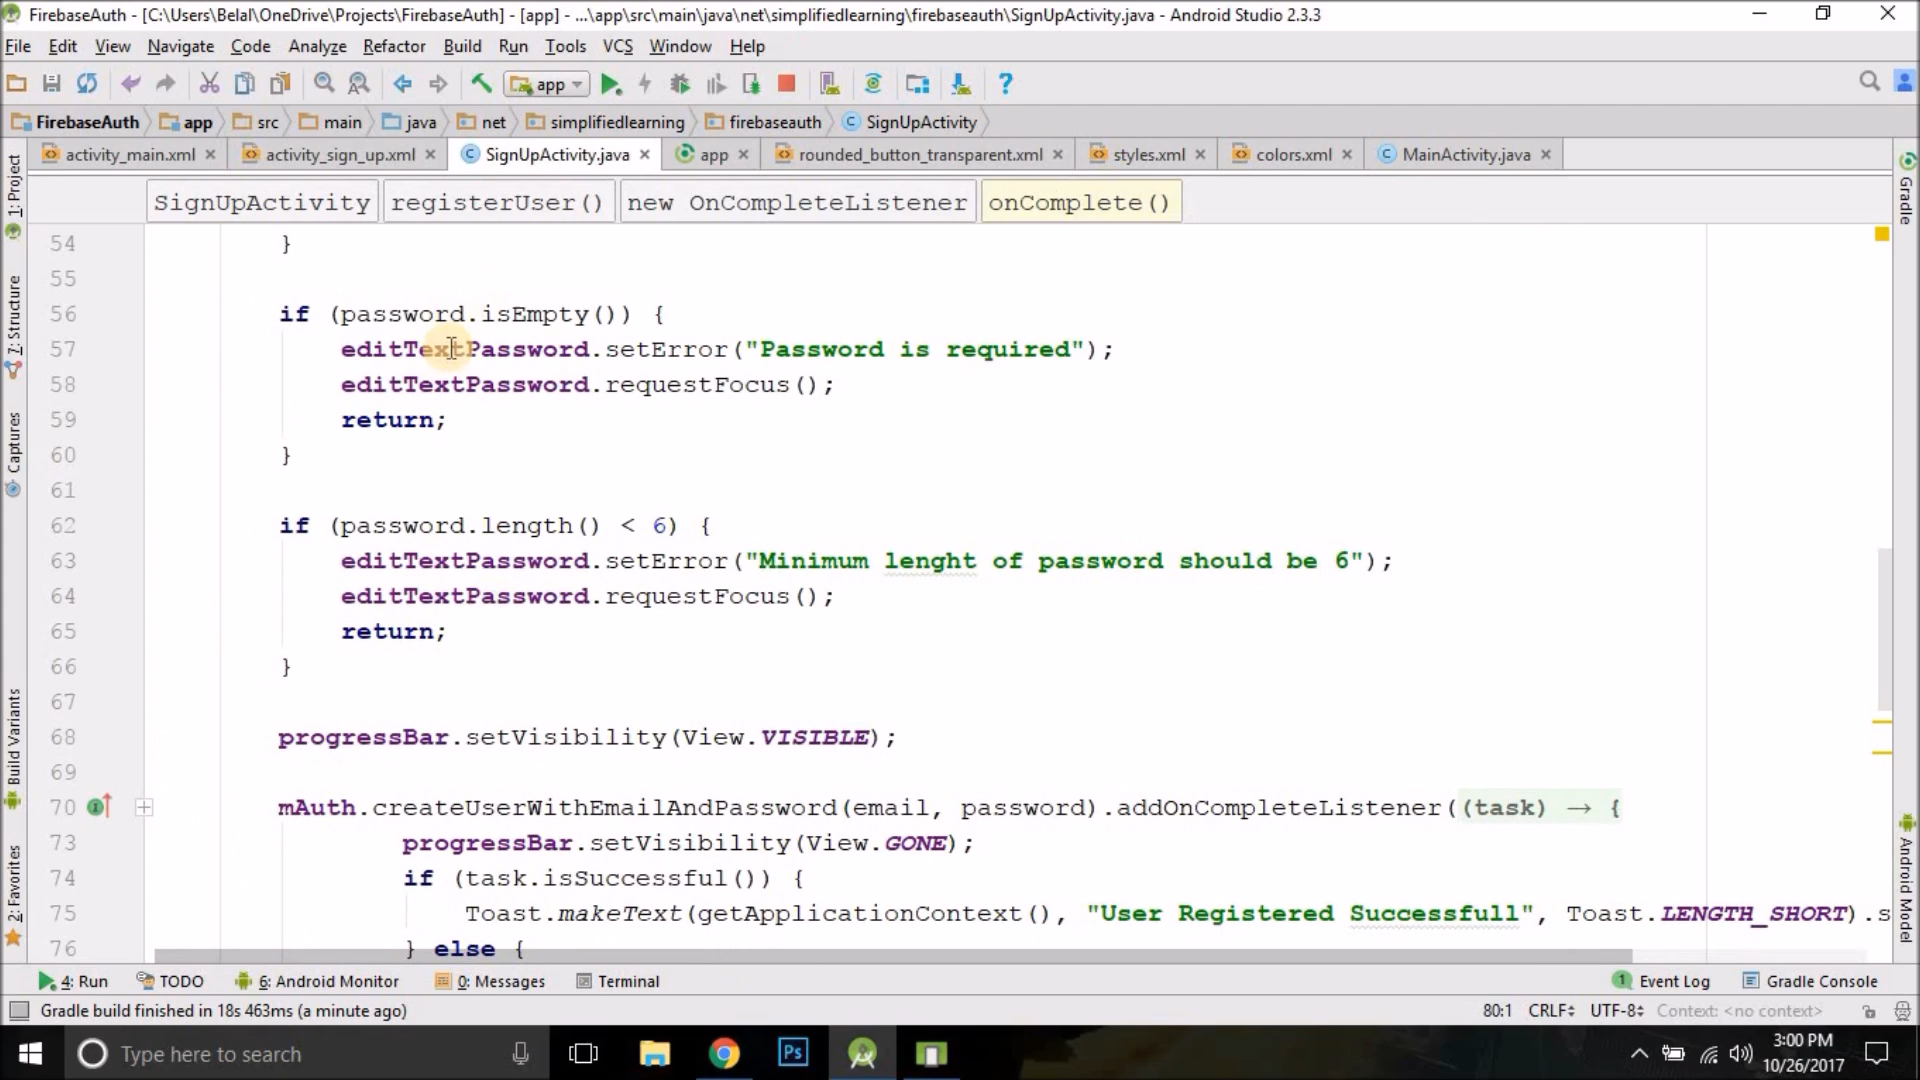 FirebaseAuth - [C:\Users\Belal\OneDrive\Projects\FirebaseAuth] - [app] - ...\app\src\main\java\net\simplifiedlearning\firebaseauth\SignUpActivity.java - Android Studio 2.3.3
File Edit View Navigate Code Analyze Refactor Build Run Tools VCS Window Help
app
FirebaseAuth app src main java net simplifiedlearning firebaseauth SignUpActivity
activity_main.xml activity_sign_up.xml SignUpActivity.java app rounded_button_transparent.xml styles.xml colors.xml MainActivity.java
SignUpActivity registerUser() new OnCompleteListener onComplete()
54 }
55
56 if (password.isEmpty()) {
57 editTextPassword.setError("Password is required");
58 editTextPassword.requestFocus();
59 return;
60 }
61
62 if (password.length() < 6) {
63 editTextPassword.setError("Minimum lenght of password should be 6");
64 editTextPassword.requestFocus();
65 return;
66 }
67
68 progressBar.setVisibility(View.VISIBLE);
69
70 mAuth.createUserWithEmailAndPassword(email, password).addOnCompleteListener((task) → {
73 progressBar.setVisibility(View.GONE);
74 if (task.isSuccessful()) {
75 Toast.makeText(getApplicationContext(), "User Registered Successfull", Toast.LENGTH_SHORT).s
76 } else {
1: Project
7: Structure
Captures
Build Variants
2: Favorites
Gradle
Android Model
4: Run TODO 6: Android Monitor 0: Messages Terminal 1 Event Log Gradle Console
Gradle build finished in 18s 463ms (a minute ago) 80:1 CRLF UTF-8 Context: <no context>
Type here to search
Ps
3:00 PM
10/26/2017